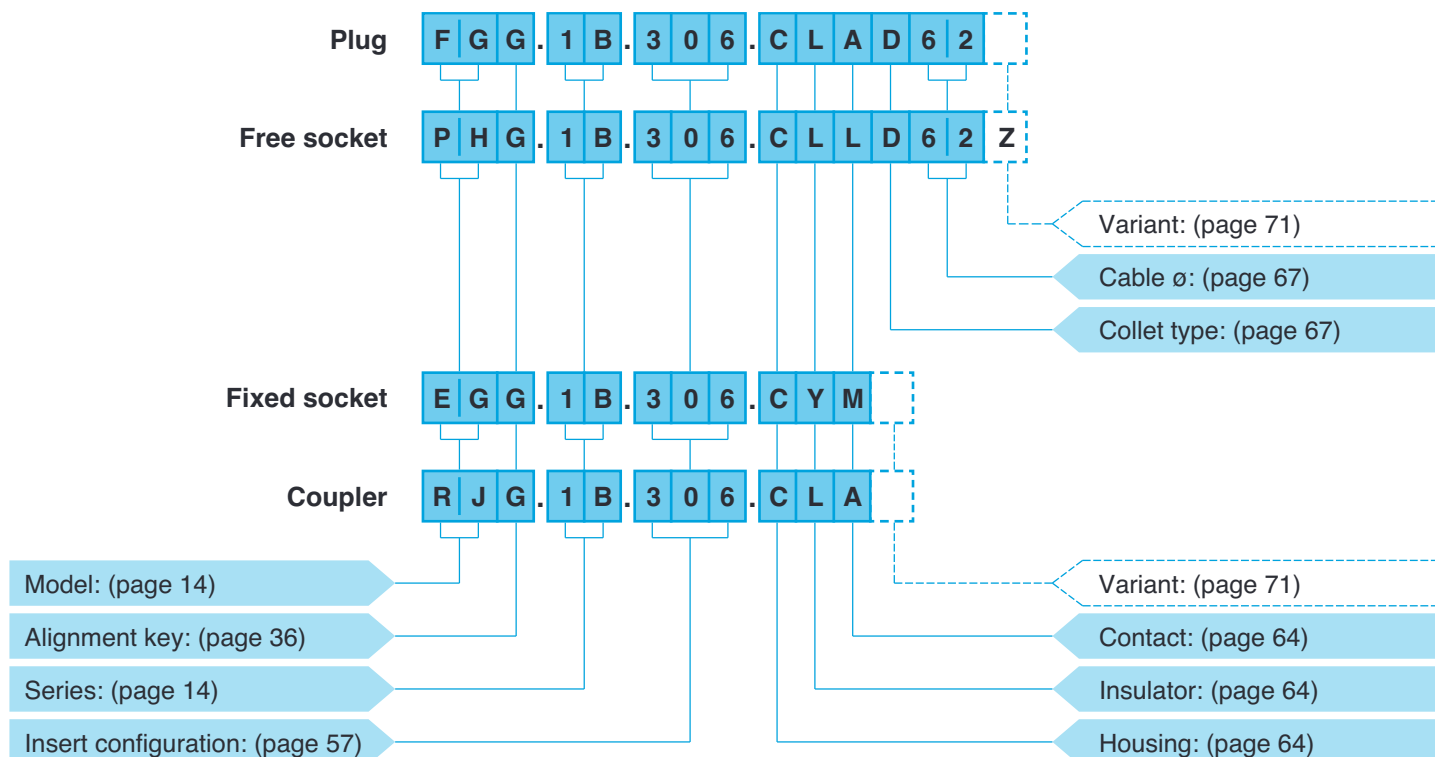 Plug FGG.1B.306.CLAD62
Free socket PHG.1B.306.CLLD62Z
Variant: (page 71)
Cable ø: (page 67)
Collet type: (page 67)
Fixed socket EGG.1B.306.CYM
Coupler RJG.1B.306.CLA
Model: (page 14)
Variant: (page 71)
Alignment key: (page 36)
Contact: (page 64)
Series: (page 14)
Insulator: (page 64)
Insert configuration: (page 57)
Housing: (page 64)